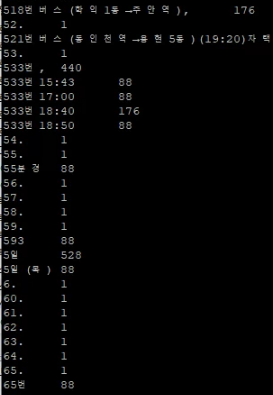 518번 버스 (학익1동 →주안역), 176
52. 1
521번 버스 (동인천역 →용현5동)(19:20)자택
53. 1
533번, 440
533번 15:43 88
533번 17:00 88
533번 18:40 176
533번 18:50 88
54. 1
55. 1
55분경 88
56. 1
57. 1
58. 1
59. 1
593 88
5일 528
5일 (목) 88
6. 1
60. 1
61. 1
62. 1
63. 1
64. 1
65. 1
65번 88